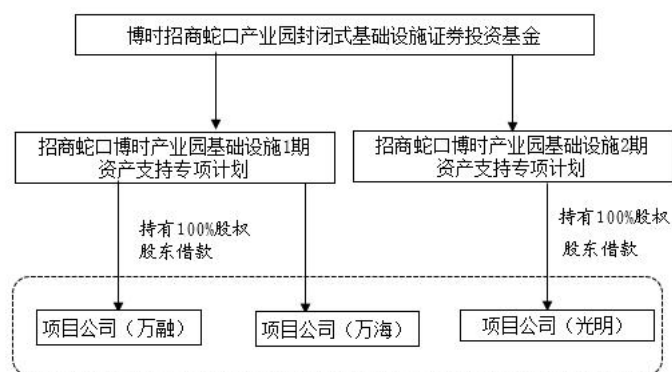 博时招商蛇口产业园封闭式基础设施证券投资基金
招商蛇口博时产业园基础设施1期
资产支持专项计划
招商蛇口博时产业园基础设施2期
资产支持专项计划
持有100%股权
股东借款
持有100%股权
股东借款
项目公司（万融）
项目公司（万海）
项目公司（光明）